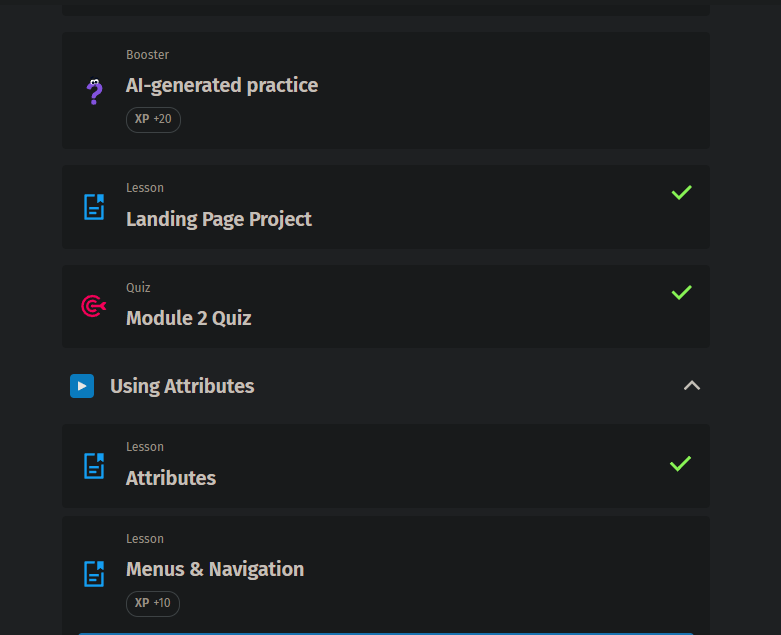 Booster
AI-generated practice
XP +20
Lesson
Landing Page Project
Quiz
Module 2 Quiz
Using Attributes
Lesson
Attributes
Lesson
Menus & Navigation
XP +10